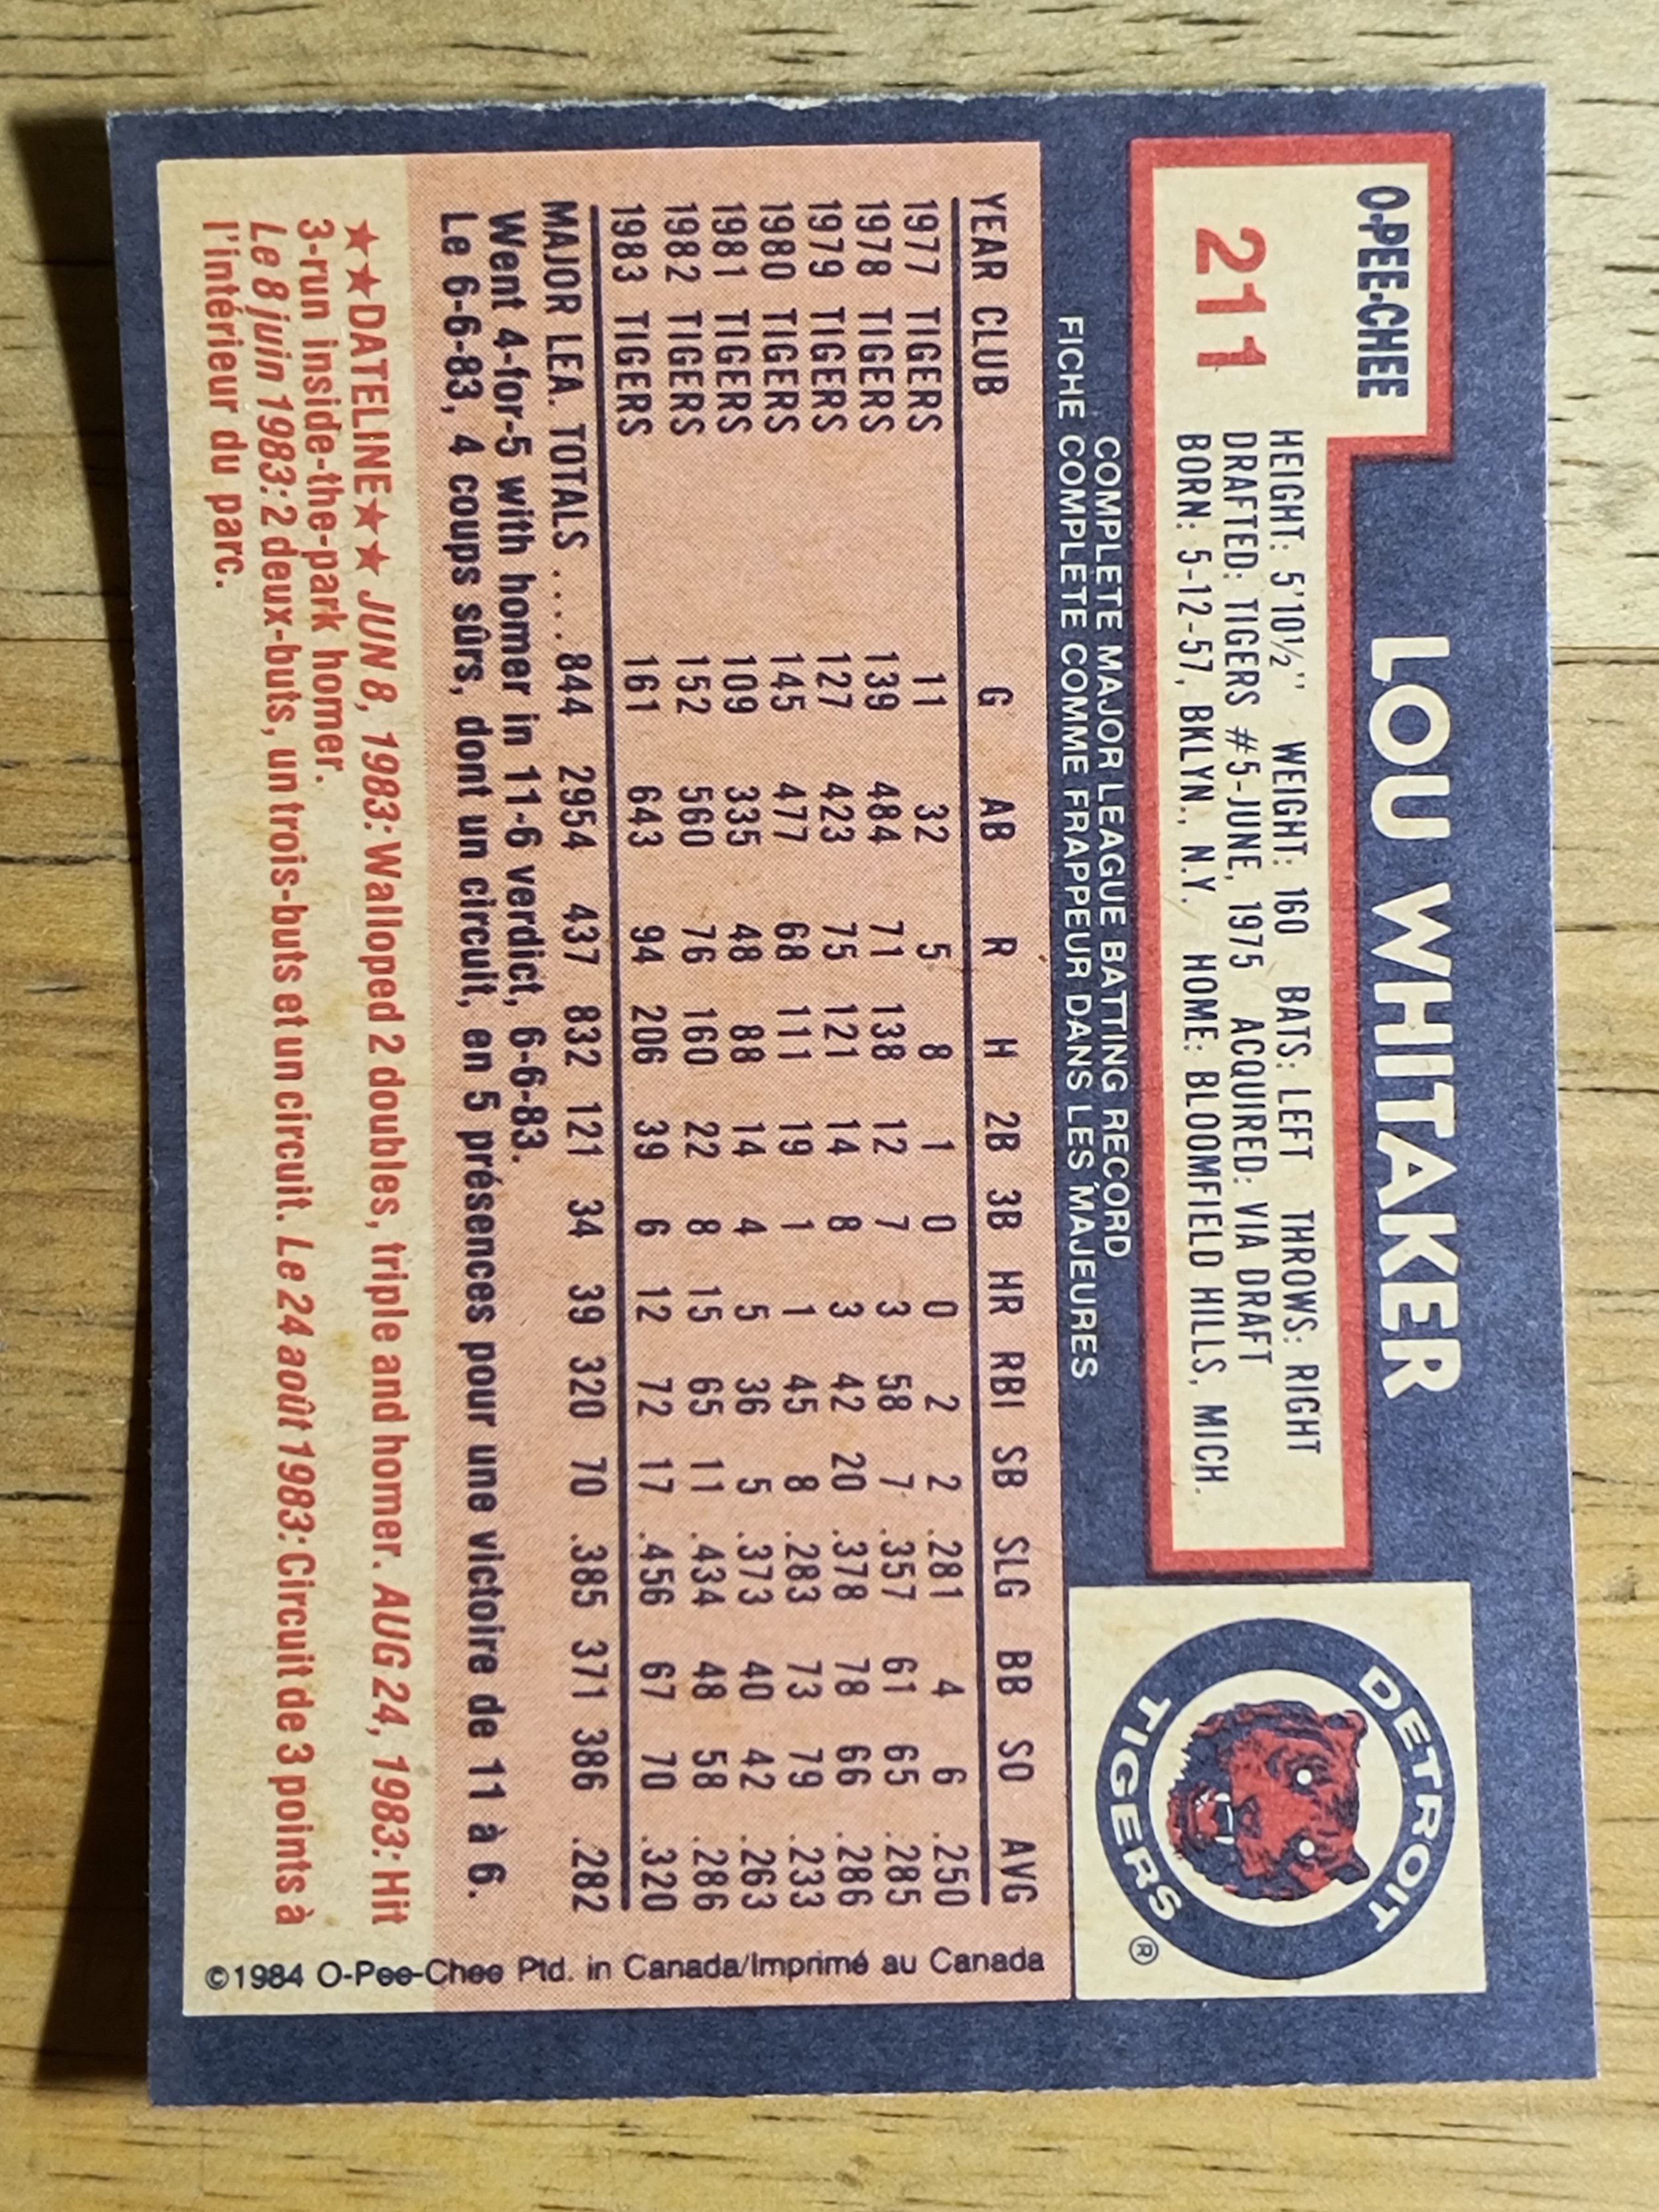 O-PEE-CHEE
LOU WHITAKER
211
HEIGHT: 5'10½" WEIGHT: 160 BATS: LEFT THROWS: RIGHT
DRAFTED: TIGERS #5-JUNE, 1975 ACQUIRED: VIA DRAFT
BORN: 5-12-57, BKLYN., N.Y. HOME: BLOOMFIELD HILLS, MICH.
DETROIT
TIGERS
®
COMPLETE MAJOR LEAGUE BATTING RECORD
FICHE COMPLÈTE COMME FRAPPEUR DANS LES MAJEURES
YEAR CLUB G AB R H 2B 3B HR RBI SB SLG BB SO AVG
1977 TIGERS 11 32 5 8 1 0 0 2 2 .281 4 6 .250
1978 TIGERS 139 484 71 138 12 7 3 58 7 .357 61 65 .285
1979 TIGERS 127 423 75 121 14 8 3 42 20 .378 78 66 .286
1980 TIGERS 145 477 68 111 19 1 1 45 8 .283 73 79 .233
1981 TIGERS 109 335 48 88 14 4 5 36 5 .373 40 42 .263
1982 TIGERS 152 560 76 160 22 8 15 65 11 .434 48 58 .286
1983 TIGERS 161 643 94 206 39 6 12 72 17 .456 67 70 .320
MAJOR LEA. TOTALS .... 844 2954 437 832 121 34 39 320 70 .385 371 386 .282
Went 4-for-5 with homer in 11-6 verdict, 6-6-83.
Le 6-6-83, 4 coups sûrs, dont un circuit, en 5 présences pour une victoire de 11 à 6.
★★DATELINE★★ JUN 8, 1983: Walloped 2 doubles, triple and homer. AUG 24, 1983: Hit
3-run inside-the-park homer.
Le 8 juin 1983: 2 deux-buts, un trois-buts et un circuit. Le 24 août 1983: Circuit de 3 points à
l'intérieur du parc.
©1984 O-Pee-Chee Ptd. in Canada/Imprimé au Canada